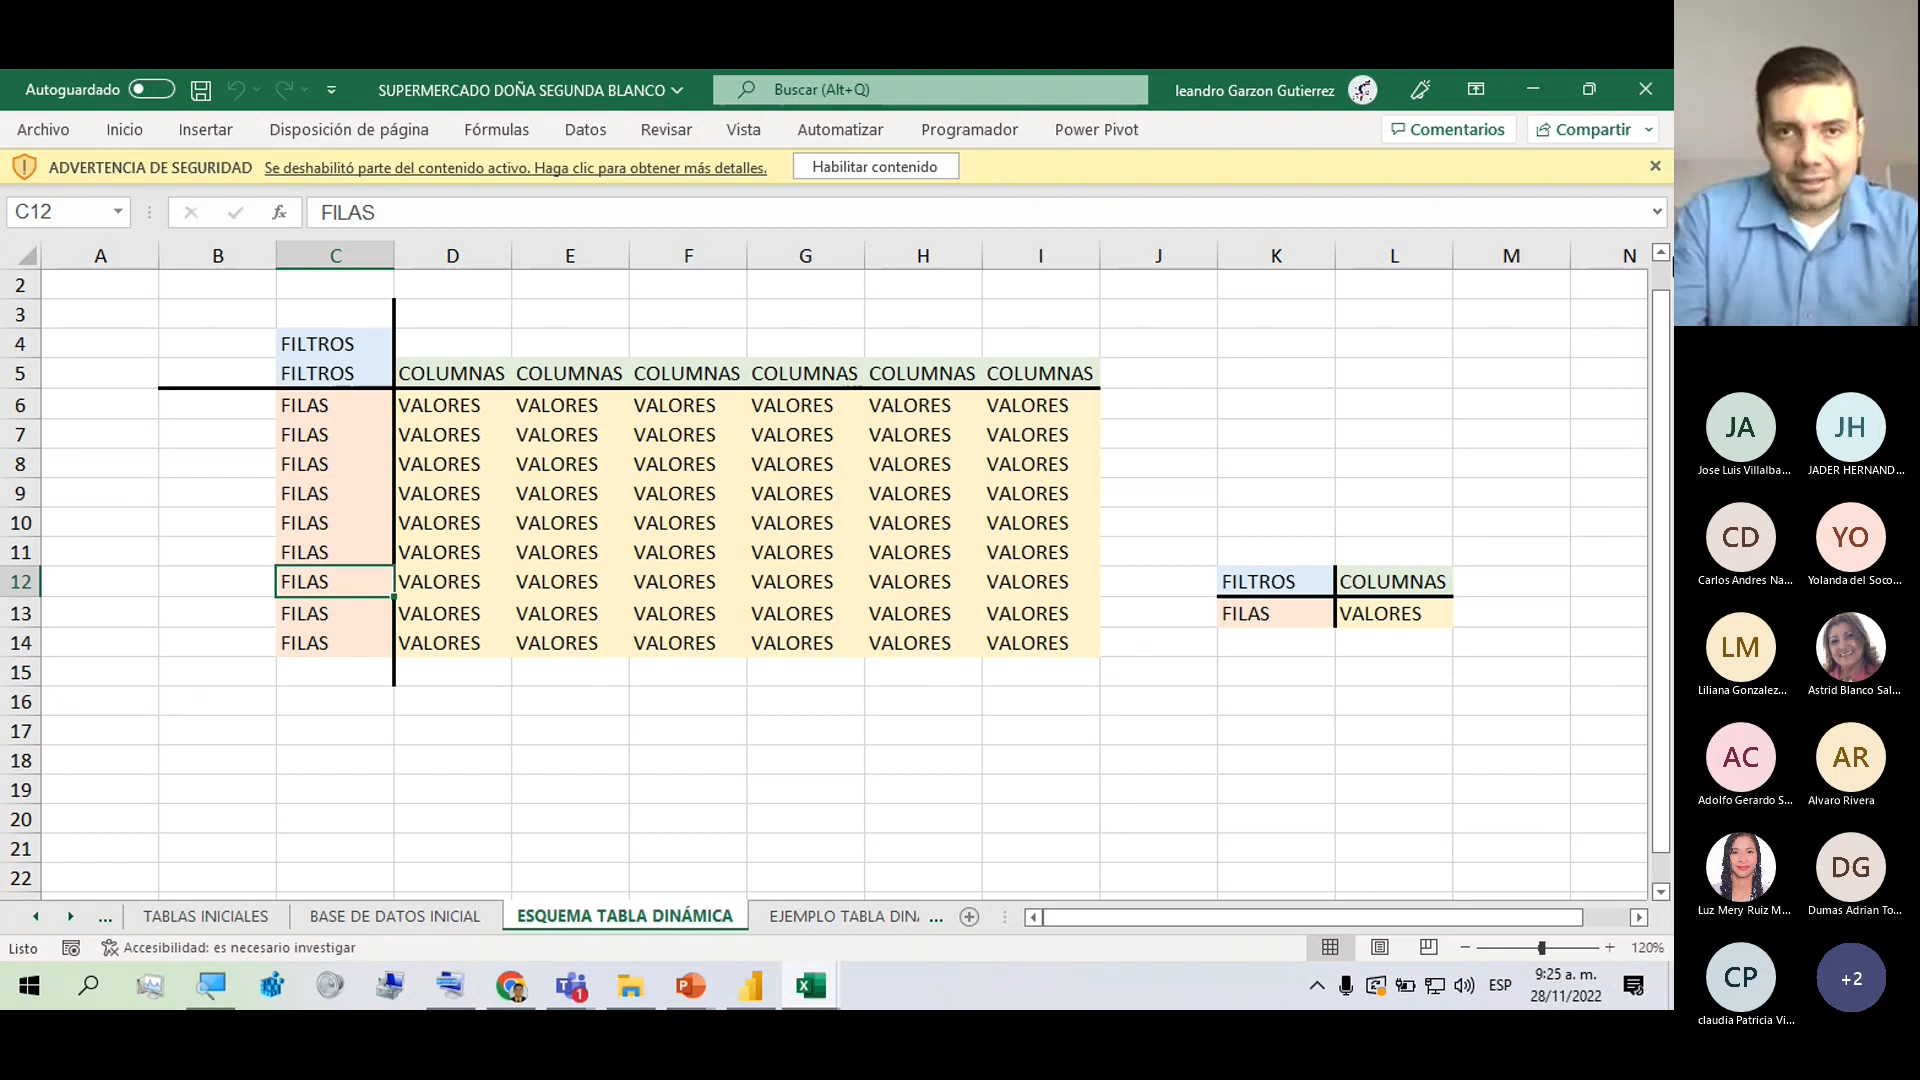 Autoguardado
SUPERMERCADO DOÑA SEGUNDA BLANCO
Buscar (Alt+Q)
leandro Garzon Gutierrez
Archivo Inicio Insertar Disposición de página Fórmulas Datos Revisar Vista Automatizar Programador Power Pivot Comentarios Compartir
ADVERTENCIA DE SEGURIDAD Se deshabilitó parte del contenido activo. Haga clic para obtener más detalles. Habilitar contenido
C12 fx FILAS
A B C D E F G H I J K L M N
2
3
4 FILTROS
5 FILTROS COLUMNAS COLUMNAS COLUMNAS COLUMNAS COLUMNAS COLUMNAS
6 FILAS VALORES VALORES VALORES VALORES VALORES VALORES
7 FILAS VALORES VALORES VALORES VALORES VALORES VALORES
8 FILAS VALORES VALORES VALORES VALORES VALORES VALORES
9 FILAS VALORES VALORES VALORES VALORES VALORES VALORES
10 FILAS VALORES VALORES VALORES VALORES VALORES VALORES
11 FILAS VALORES VALORES VALORES VALORES VALORES VALORES
12 FILAS VALORES VALORES VALORES VALORES VALORES VALORES FILTROS COLUMNAS
13 FILAS VALORES VALORES VALORES VALORES VALORES VALORES FILAS VALORES
14 FILAS VALORES VALORES VALORES VALORES VALORES VALORES
15
16
17
18
19
20
21
22
... TABLAS INICIALES BASE DE DATOS INICIAL ESQUEMA TABLA DINÁMICA EJEMPLO TABLA DIN ...
Listo Accesibilidad: es necesario investigar 120%
1
ESP
9:25 a. m.
28/11/2022
JA JH
Jose Luis Villalba... JADER HERNAND...
CD YO
Carlos Andres Na... Yolanda del Soco...
LM
Liliana Gonzalez... Astrid Blanco Sal...
AC AR
Adolfo Gerardo S... Alvaro Rivera
DG
Luz Mery Ruiz M... Dumas Adrian To...
CP +2
claudia Patricia Vi...